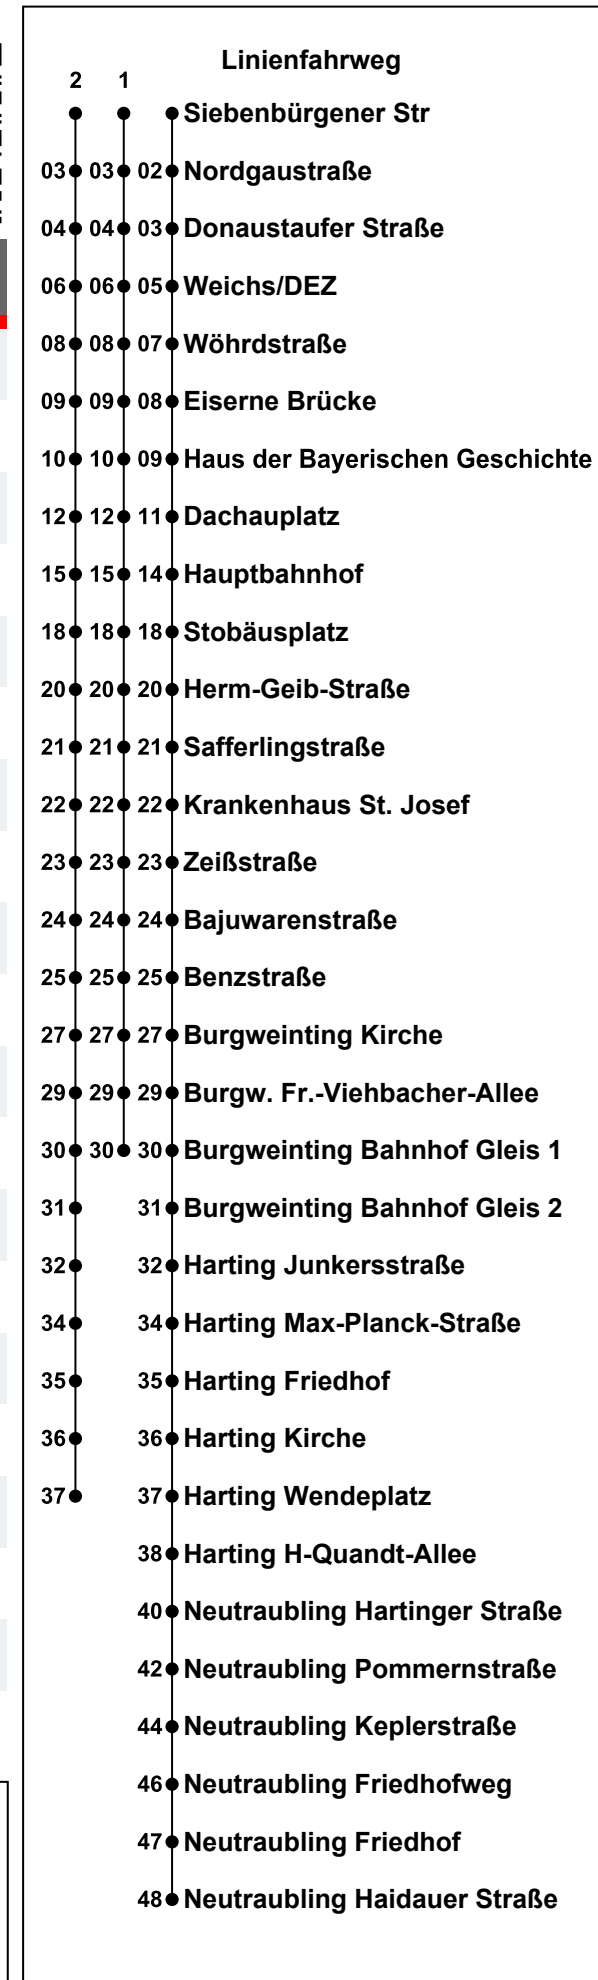 Linienfahrweg
2 1
Siebenbürgener Str
03 03 02 Nordgaustraße
04 04 03 Donaustaufer Straße
06 06 05 Weichs/DEZ
08 08 07 Wöhrdstraße
09 09 08 Eiserne Brücke
10 10 09 Haus der Bayerischen Geschichte
12 12 11 Dachauplatz
15 15 14 Hauptbahnhof
18 18 18 Stobäusplatz
20 20 20 Herm-Geib-Straße
21 21 21 Safferlingstraße
22 22 22 Krankenhaus St. Josef
23 23 23 Zeißstraße
24 24 24 Bajuwarenstraße
25 25 25 Benzstraße
27 27 27 Burgweinting Kirche
29 29 29 Burgw. Fr.-Viehbacher-Allee
30 30 30 Burgweinting Bahnhof Gleis 1
31 31 Burgweinting Bahnhof Gleis 2
32 32 Harting Junkersstraße
34 34 Harting Max-Planck-Straße
35 35 Harting Friedhof
36 36 Harting Kirche
37 37 Harting Wendeplatz
38 Harting H-Quandt-Allee
40 Neutraubling Hartinger Straße
42 Neutraubling Pommernstraße
44 Neutraubling Keplerstraße
46 Neutraubling Friedhofweg
47 Neutraubling Friedhof
48 Neutraubling Haidauer Straße